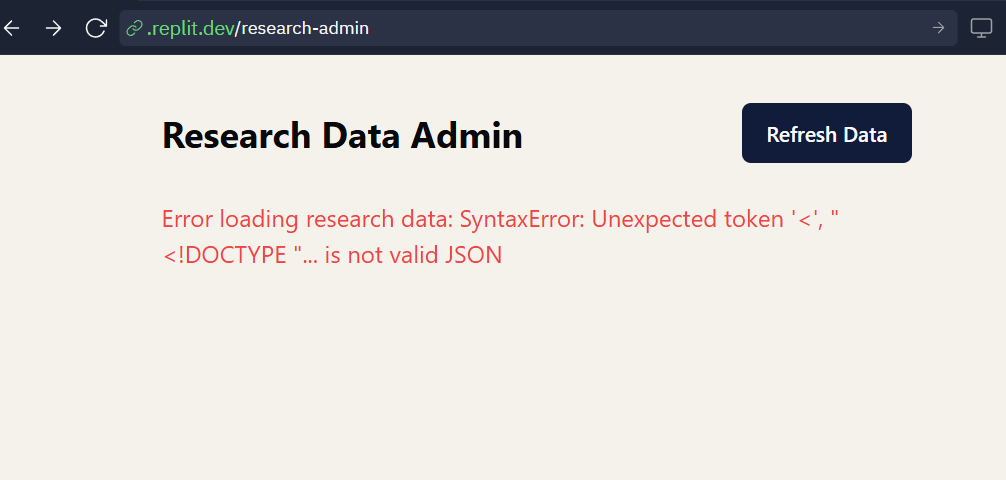 .replit.dev/research-admin
Research Data Admin
Refresh Data
Error loading research data: SyntaxError: Unexpected token '<', "
<!DOCTYPE "... is not valid JSON